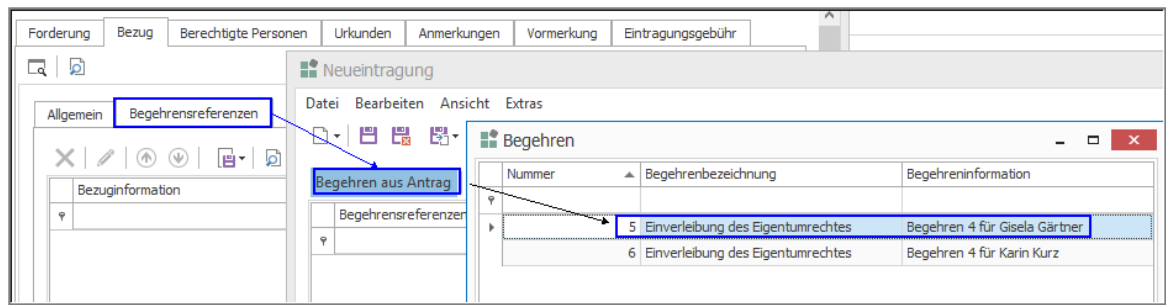 Forderung Bezug Berechtigte Personen Urkunden Anmerkungen Vormerkung Eintragungsgebühr
Neueintragung
Datei Bearbeiten Ansicht Extras
Allgemein Begehrensreferenzen
Begehren
Begehren aus Antrag
Nummer Begehrenbezeichnung Begehreninformation
Bezuginformation
Begehrensreferenzen
5 Einverleibung des Eigentumrechtes Begehren 4 für Gisela Gärtner
6 Einverleibung des Eigentumrechtes Begehren 4 für Karin Kurz